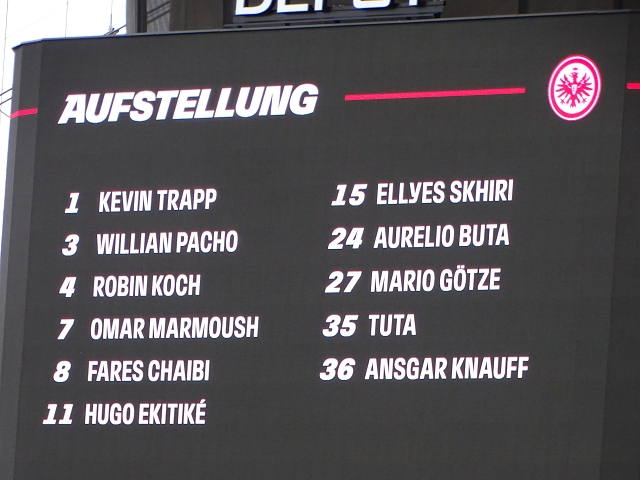 DEPOT
AUFSTELLUNG
1 KEVIN TRAPP
3 WILLIAN PACHO
4 ROBIN KOCH
7 OMAR MARMOUSH
8 FARES CHAIBI
11 HUGO EKITIKÉ
15 ELLYES SKHIRI
24 AURELIO BUTA
27 MARIO GÖTZE
35 TUTA
36 ANSGAR KNAUFF